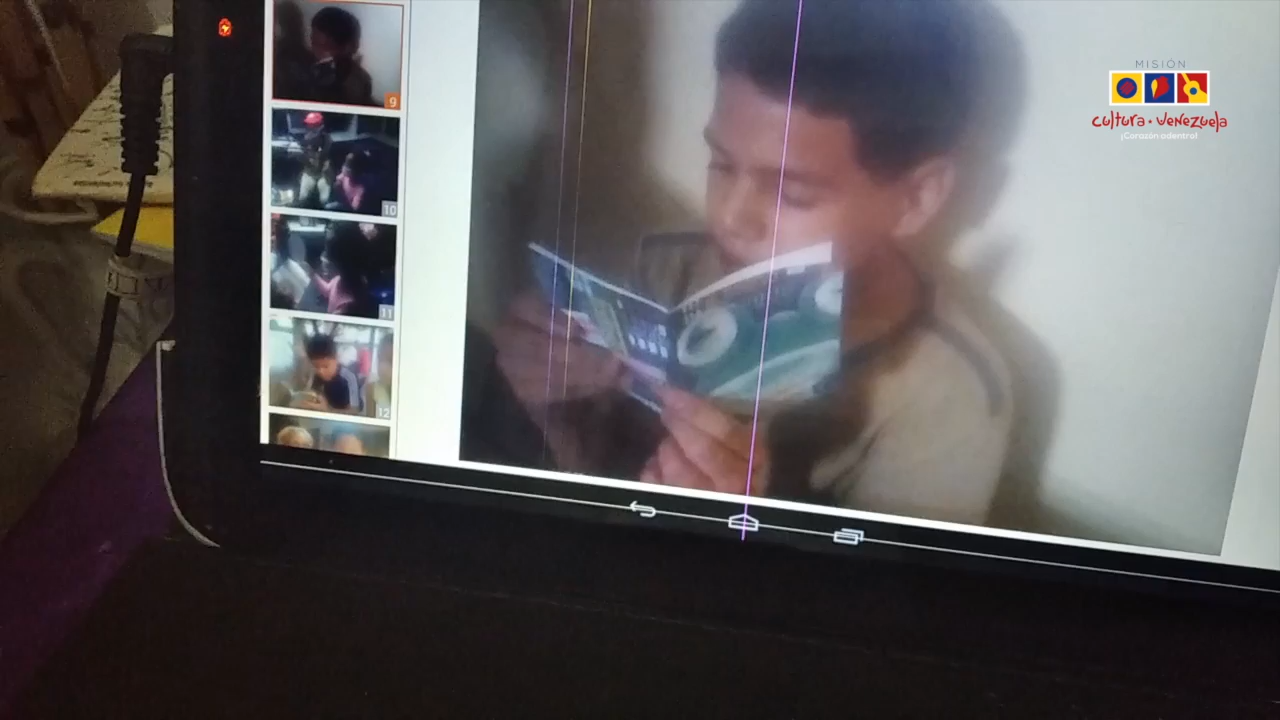 9
10
11
12
MISIÓN
cultura • venezuela
¡Corazón adentro!